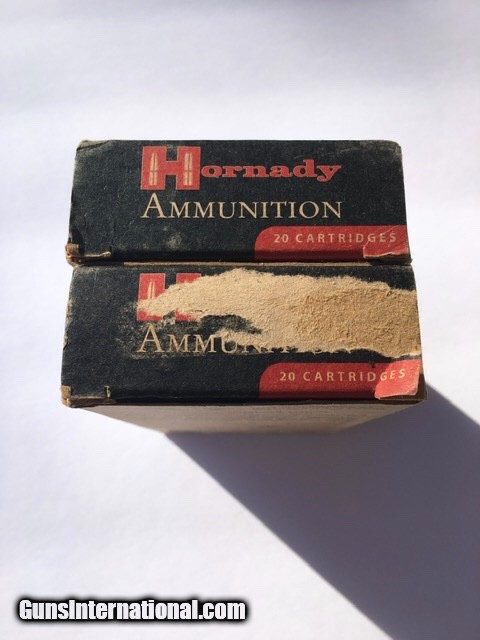 Hornady
AMMUNITION
20 CARTRIDGES
H
20 CARTRIDGES
GunsInternational.com